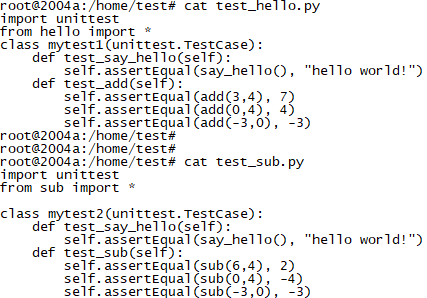 root@2004a:/home/test# cat test_hello.py
import unittest
from hello import *
class mytest1(unittest.TestCase):
    def test_say_hello(self):
        self.assertEqual(say_hello(), "hello world!")
    def test_add(self):
        self.assertEqual(add(3,4), 7)
        self.assertEqual(add(0,4), 4)
        self.assertEqual(add(-3,0), -3)
root@2004a:/home/test#
root@2004a:/home/test#
root@2004a:/home/test# cat test_sub.py
import unittest
from sub import *

class mytest2(unittest.TestCase):
    def test_say_hello(self):
        self.assertEqual(say_hello(), "hello world!")
    def test_sub(self):
        self.assertEqual(sub(6,4), 2)
        self.assertEqual(sub(0,4), -4)
        self.assertEqual(sub(-3,0), -3)